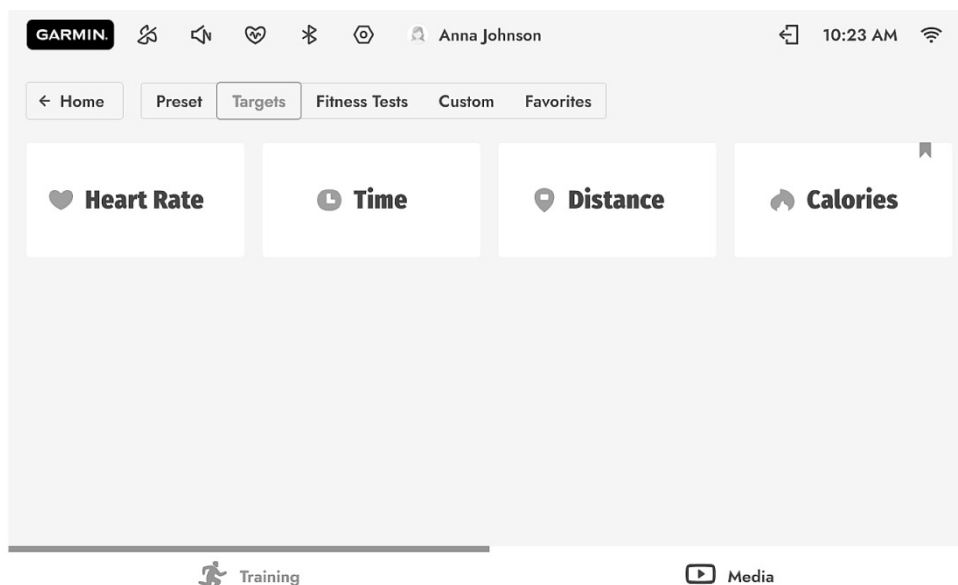 GARMIN. Anna Johnson 10:23 AM
← Home Preset Targets Fitness Tests Custom Favorites
Heart Rate Time Distance Calories
Training Media